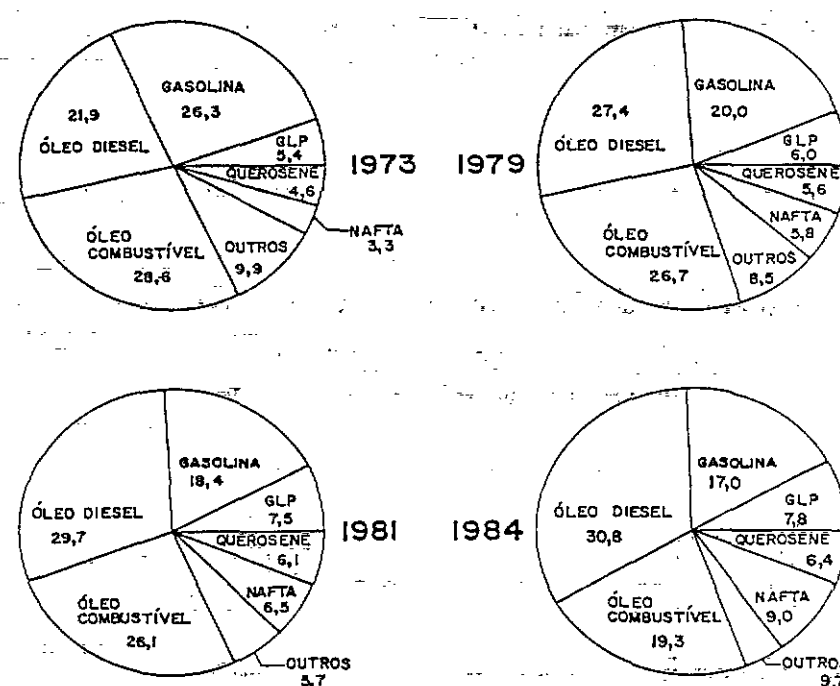 GASOLINA
26,3
21,9
ÓLEO DIESEL
GLP
5,4
QUEROSENE
4,6
NAFTA
3,3
OUTROS
9,9
ÓLEO
COMBUSTÍVEL
28,6
1973
1979
GASOLINA
20,0
27,4
ÓLEO DIESEL
GLP
6,0
QUEROSENE
5,6
NAFTA
5,8
OUTROS
8,5
ÓLEO
COMBUSTÍVEL
26,7
GASOLINA
18,4
ÓLEO DIESEL
29,7
GLP
7,5
QUEROSENE
6,1
NAFTA
6,5
OUTROS
5,7
ÓLEO
COMBUSTÍVEL
26,1
1981
1984
GASOLINA
17,0
ÓLEO DIESEL
30,8
GLP
7,8
QUEROSENE
6,4
NAFTA
9,0
OUTRO
ÓLEO
COMBUSTÍVEL
19,3